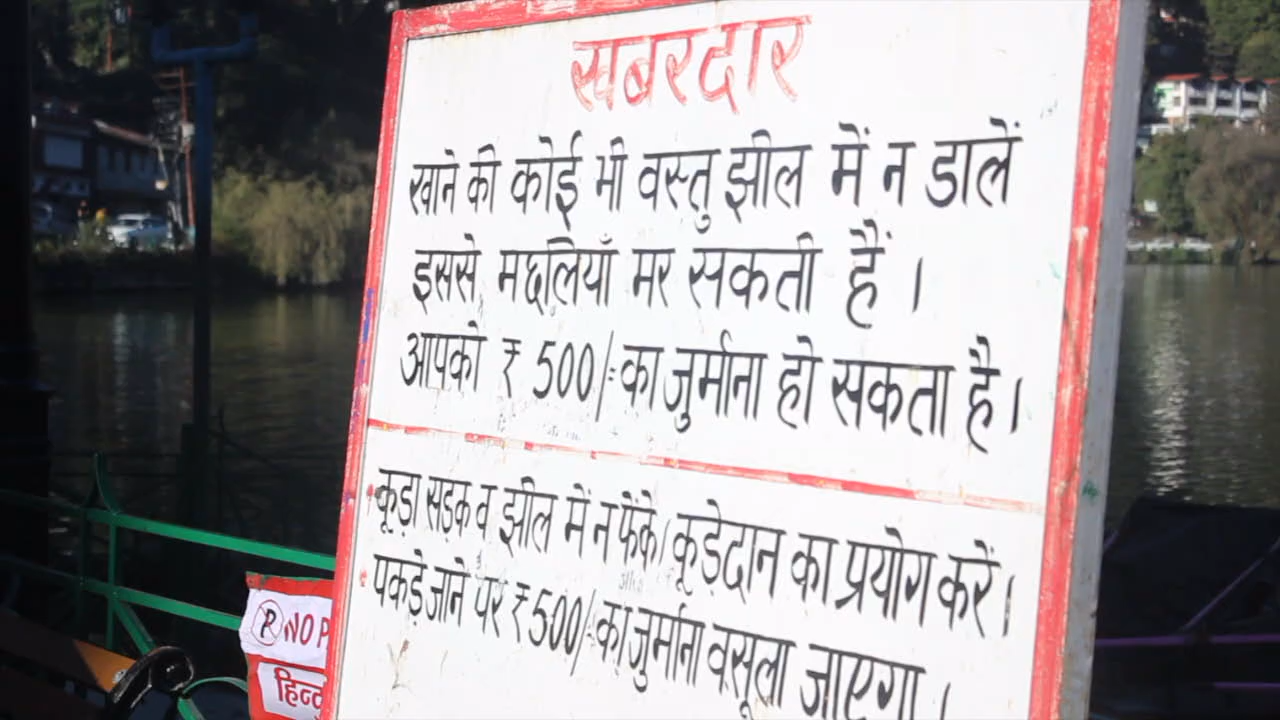 खबरदार
खाने की कोई भी वस्तु झील में न डालें
इससे मछलियाँ मर सकती हैं ।
आपको ₹ 500/- का जुर्माना हो सकता है ।
कूड़ा सड़क व झील में न फेंके। कूड़ेदान का प्रयोग करें ।
पकड़े जाने पर ₹ 500/- का जुर्माना वसूला जाएगा ।
NO P